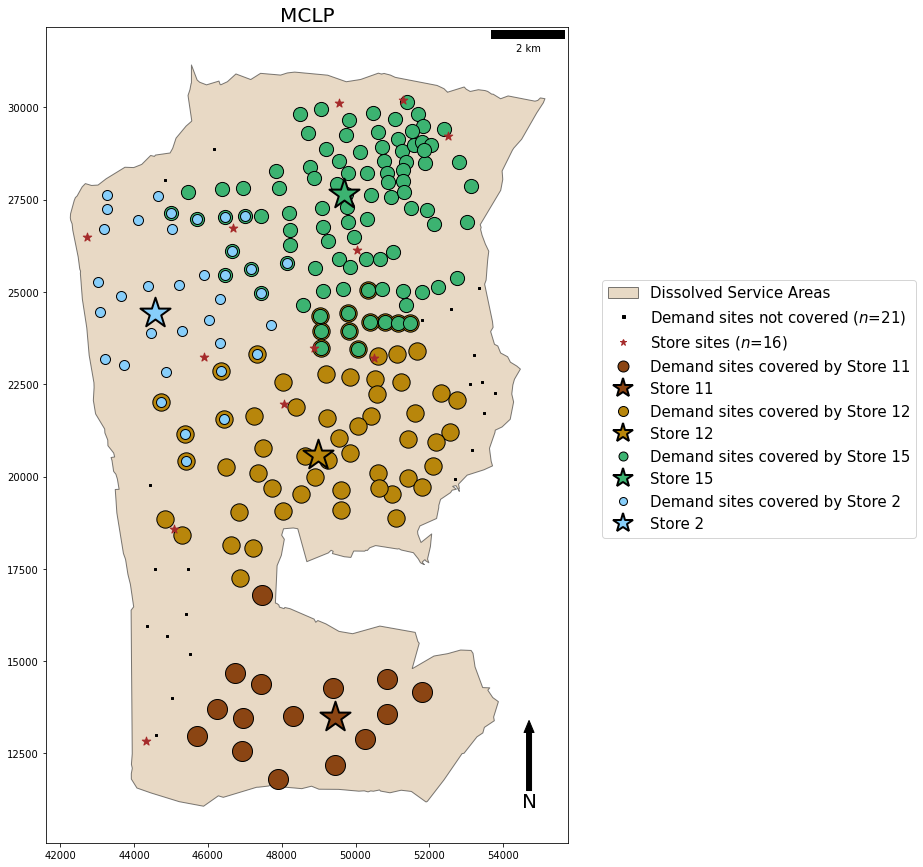 MCLP
2 km
30000
27500
25000
22500
20000
17500
15000
12500
42000 44000 46000 48000 50000 52000 54000
N
Dissolved Service Areas
Demand sites not covered (n=21)
Store sites (n=16)
Demand sites covered by Store 11
Store 11
Demand sites covered by Store 12
Store 12
Demand sites covered by Store 15
Store 15
Demand sites covered by Store 2
Store 2